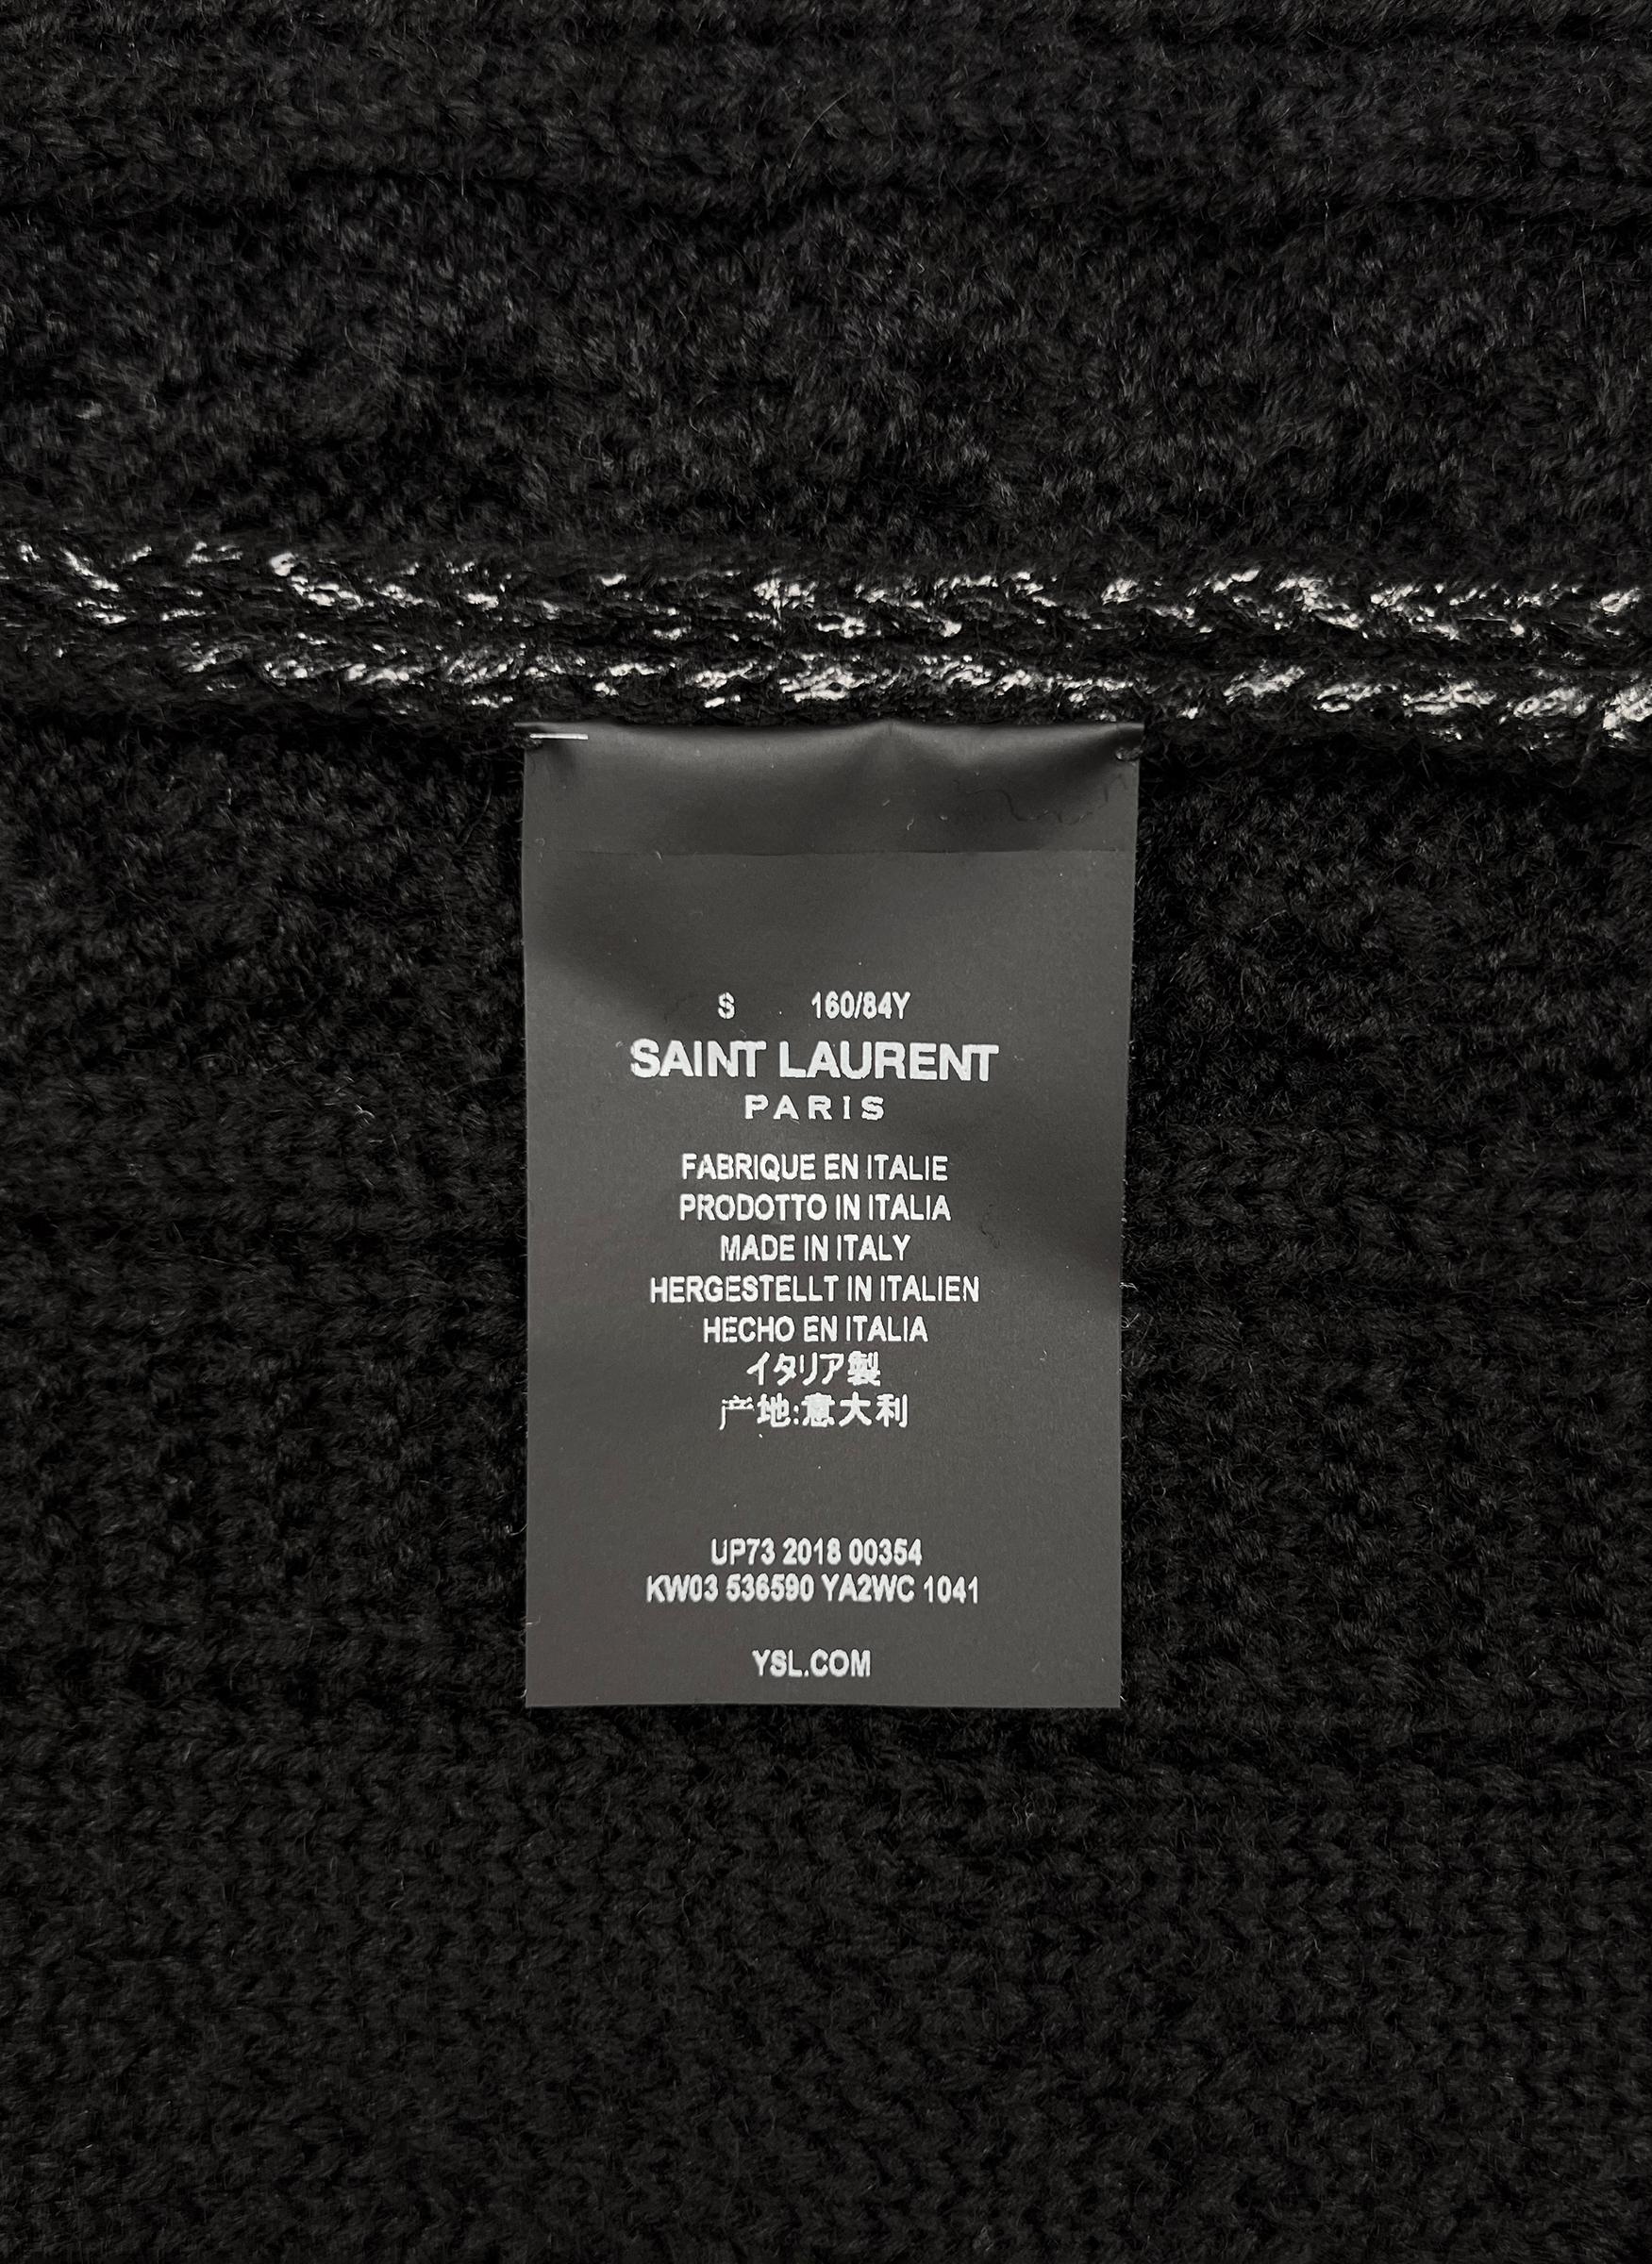 S 160/84Y
SAINT LAURENT
PARIS
FABRIQUE EN ITALIE
PRODOTTO IN ITALIA
MADE IN ITALY
HERGESTELLT IN ITALIEN
HECHO EN ITALIA
イタリア製
产地:意大利
UP73 2018 00354
KW03 536590 YA2WC 1041
YSL.COM